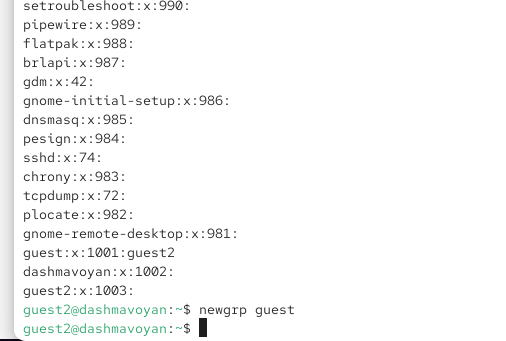 setroubleshoot:x:990:
pipewire:x:989:
flatpak:x:988:
brlapi:x:987:
gdm:x:42:
gnome-initial-setup:x:986:
dnsmasq:x:985:
pesign:x:984:
sshd:x:74:
chrony:x:983:
tcpdump:x:72:
plocate:x:982:
gnome-remote-desktop:x:981:
guest:x:1001:guest2
dashmavoyan:x:1002:
guest2:x:1003:
guest2@dashmavoyan:~$ newgrp guest
guest2@dashmavoyan:~$